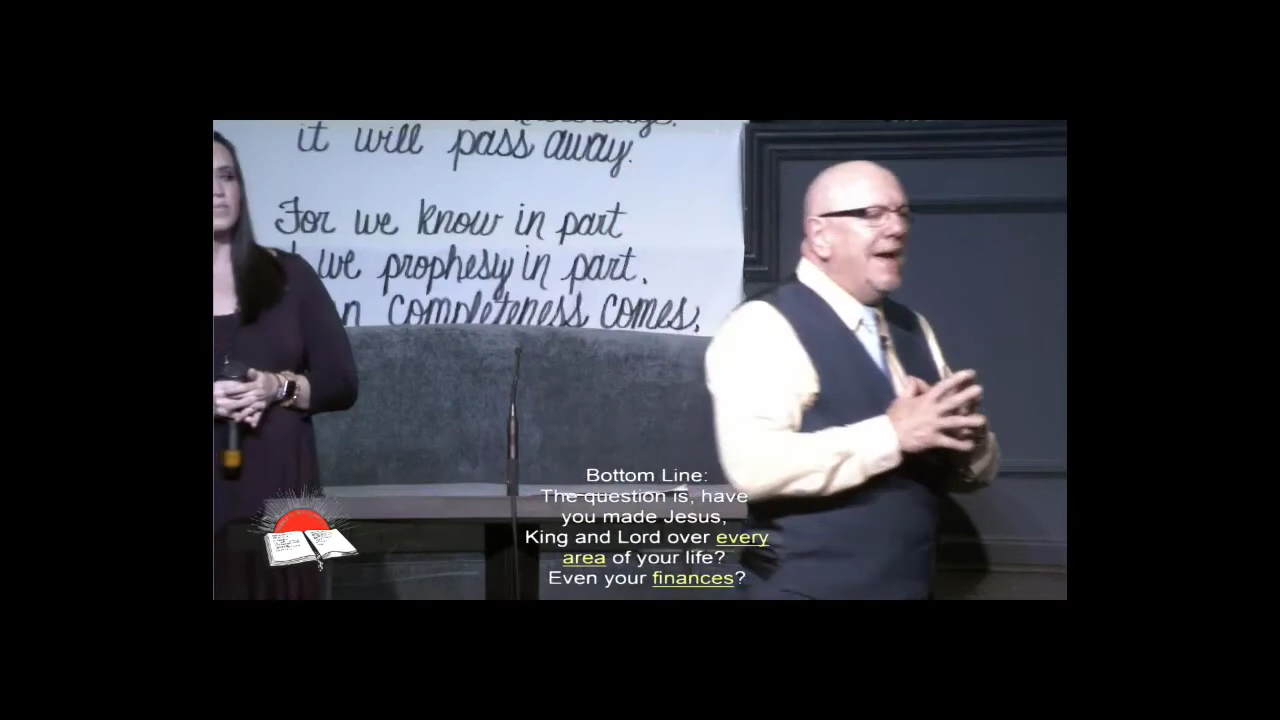 it will pass away.
For we know in part
we prophesy in part.
completeness comes,
Bottom Line:
The question is, have
you made Jesus,
King and Lord over every
area of your life?
Even your finances?